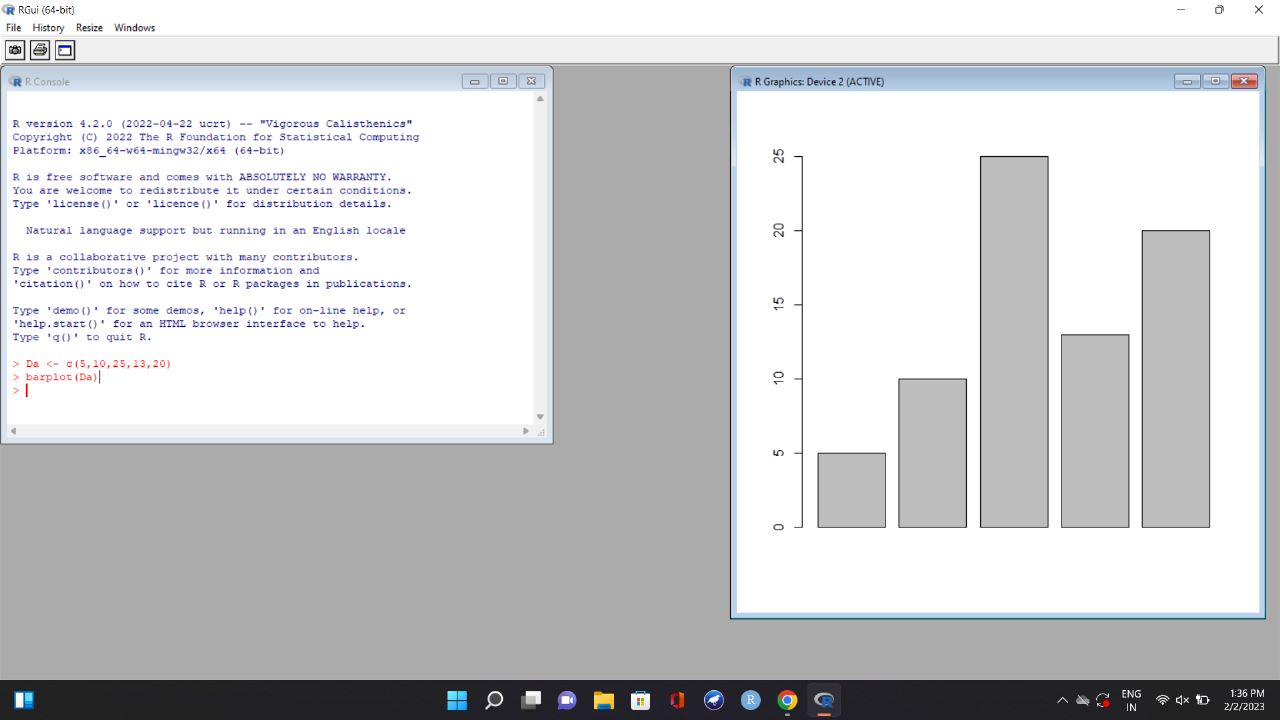 RGui (64-bit)
File History Resize Windows
R Console
R version 4.2.0 (2022-04-22 ucrt) -- "Vigorous Calisthenics"
Copyright (C) 2022 The R Foundation for Statistical Computing
Platform: x86_64-w64-mingw32/x64 (64-bit)
R is free software and comes with ABSOLUTELY NO WARRANTY.
You are welcome to redistribute it under certain conditions.
Type 'license()' or 'licence()' for distribution details.
Natural language support but running in an English locale
R is a collaborative project with many contributors.
Type 'contributors()' for more information and
'citation()' on how to cite R or R packages in publications.
Type 'demo()' for some demos, 'help()' for on-line help, or
'help.start()' for an HTML browser interface to help.
Type 'q()' to quit R.
> Da <- c(5,10,25,13,20)
> barplot(Da)
>
R Graphics: Device 2 (ACTIVE)
25
20
15
10
5
0
ENG
IN
1:36 PM
2/2/2023